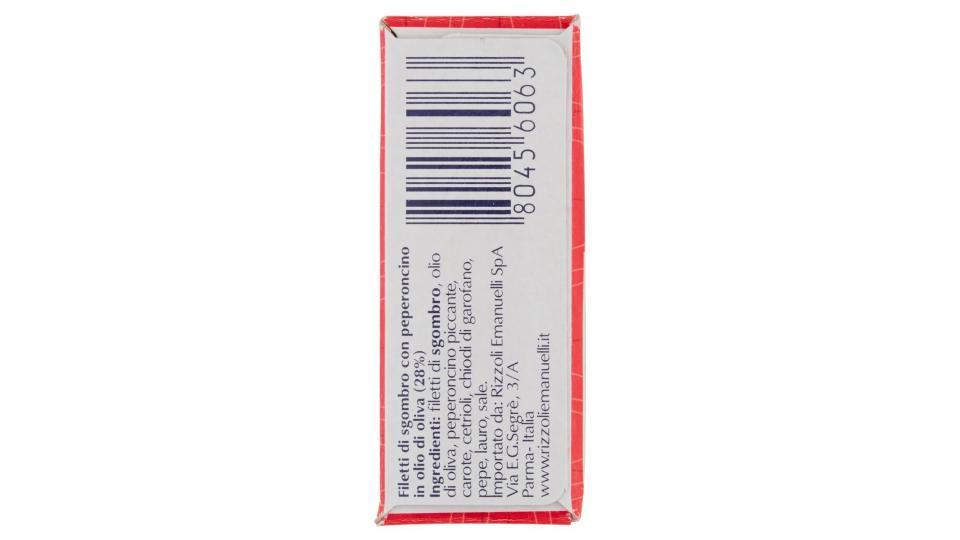 Filetti di sgombro con peperoncino
in olio di oliva (28%)
Ingredienti: filetti di sgombro, olio
di oliva, peperoncino piccante,
carote, cetrioli, chiodi di garofano,
pepe, lauro, sale.
Importato da: Rizzoli Emanuelli SpA
Via E.G.Segrè, 3/A
Parma- Italia
www.rizzoliemanuelli.it
80456063